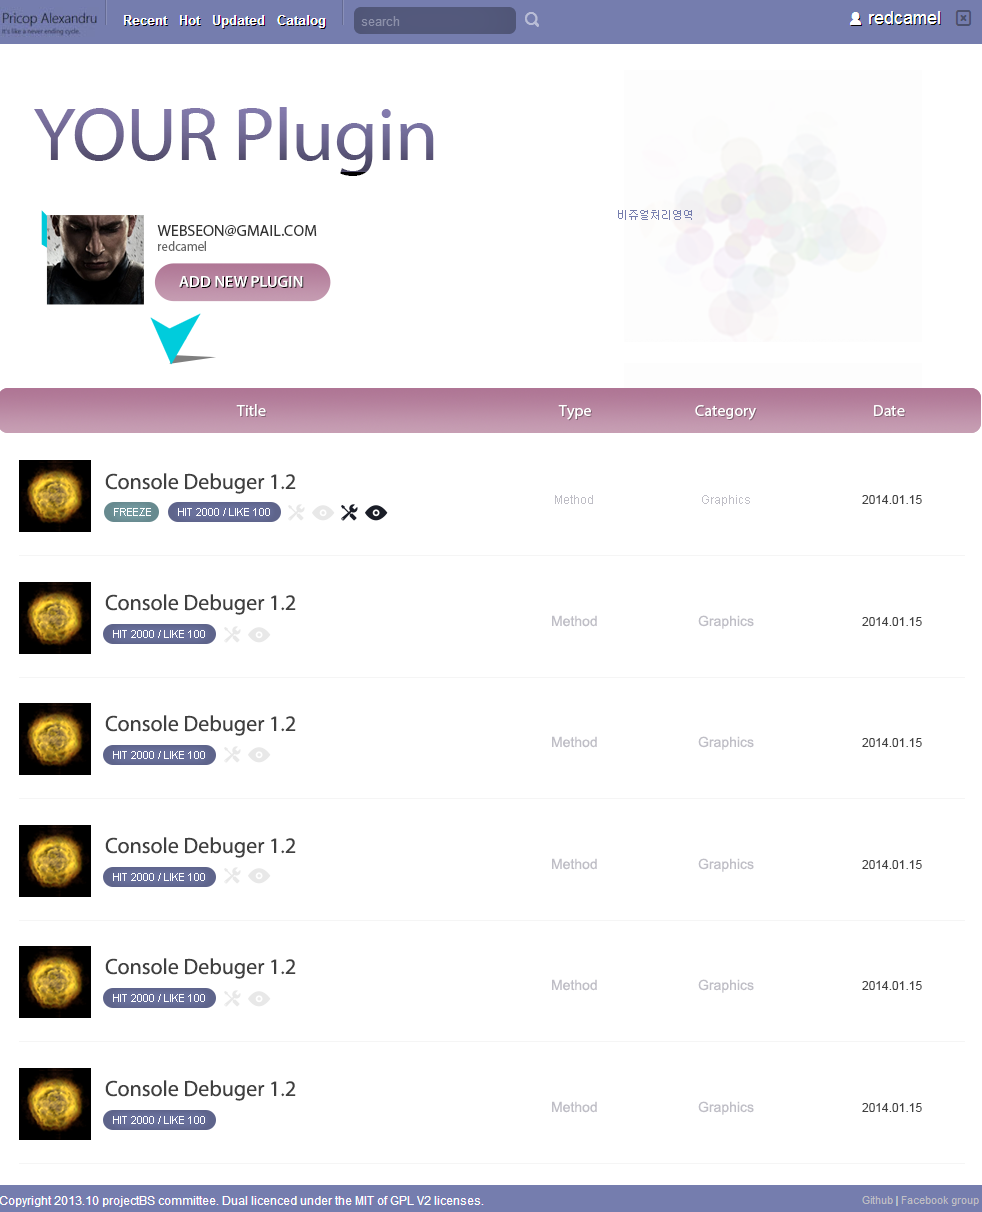 Pricop Alexandru
It's like a never ending cycle.
Recent Hot Updated Catalog
search
redcamel
YOUR Plugin
비쥬얼처리영역
WEBSEON@GMAIL.COM
redcamel
ADD NEW PLUGIN
Title Type Category Date
Console Debuger 1.2
FREEZE HIT 2000 / LIKE 100
Method Graphics 2014.01.15
Console Debuger 1.2
HIT 2000 / LIKE 100
Method Graphics 2014.01.15
Console Debuger 1.2
HIT 2000 / LIKE 100
Method Graphics 2014.01.15
Console Debuger 1.2
HIT 2000 / LIKE 100
Method Graphics 2014.01.15
Console Debuger 1.2
HIT 2000 / LIKE 100
Method Graphics 2014.01.15
Console Debuger 1.2
HIT 2000 / LIKE 100
Method Graphics 2014.01.15
Copyright 2013.10 projectBS committee. Dual licenced under the MIT of GPL V2 licenses.
Github | Facebook group